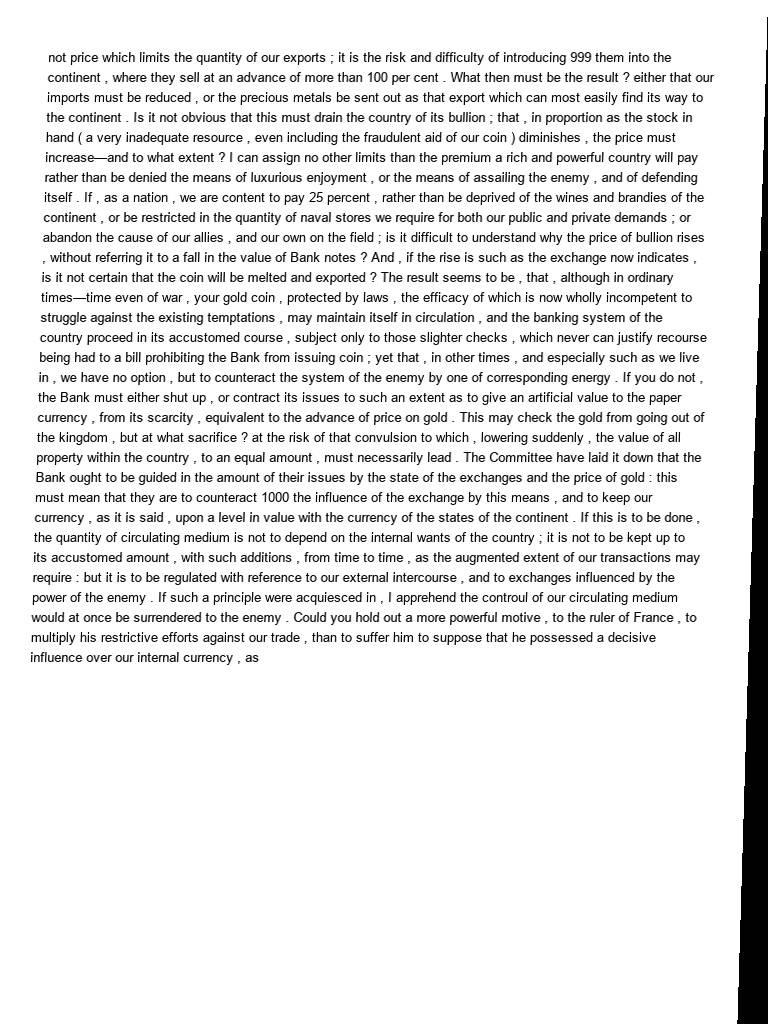 not price which limits the quantity of our exports ; it is the risk and difficulty of introducing 999 them into the
continent , where they sell at an advance of more than 100 per cent . What then must be the result ? either that our
imports must be reduced , or the precious metals be sent out as that export which can most easily find its way to
the continent . Is it not obvious that this must drain the country of its bullion ; that , in proportion as the stock in
hand ( a very inadequate resource , even including the fraudulent aid of our coin ) diminishes , the price must
increase—and to what extent ? I can assign no other limits than the premium a rich and powerful country will pay
rather than be denied the means of luxurious enjoyment , or the means of assailing the enemy , and of defending
itself . If , as a nation , we are content to pay 25 percent , rather than be deprived of the wines and brandies of the
continent , or be restricted in the quantity of naval stores we require for both our public and private demands ; or
abandon the cause of our allies , and our own on the field ; is it difficult to understand why the price of bullion rises
, without referring it to a fall in the value of Bank notes ? And , if the rise is such as the exchange now indicates ,
is it not certain that the coin will be melted and exported ? The result seems to be , that , although in ordinary
times—time even of war , your gold coin , protected by laws , the efficacy of which is now wholly incompetent to
struggle against the existing temptations , may maintain itself in circulation , and the banking system of the
country proceed in its accustomed course , subject only to those slighter checks , which never can justify recourse
being had to a bill prohibiting the Bank from issuing coin ; yet that , in other times , and especially such as we live
in , we have no option , but to counteract the system of the enemy by one of corresponding energy . If you do not ,
the Bank must either shut up , or contract its issues to such an extent as to give an artificial value to the paper
currency , from its scarcity , equivalent to the advance of price on gold . This may check the gold from going out of
the kingdom , but at what sacrifice ? at the risk of that convulsion to which , lowering suddenly , the value of all
property within the country , to an equal amount , must necessarily lead . The Committee have laid it down that the
Bank ought to be guided in the amount of their issues by the state of the exchanges and the price of gold : this
must mean that they are to counteract 1000 the influence of the exchange by this means , and to keep our
currency , as it is said , upon a level in value with the currency of the states of the continent . If this is to be done ,
the quantity of circulating medium is not to depend on the internal wants of the country ; it is not to be kept up to
its accustomed amount , with such additions , from time to time , as the augmented extent of our transactions may
require : but it is to be regulated with reference to our external intercourse , and to exchanges influenced by the
power of the enemy . If such a principle were acquiesced in , I apprehend the controul of our circulating medium
would at once be surrendered to the enemy . Could you hold out a more powerful motive , to the ruler of France , to
multiply his restrictive efforts against our trade , than to suffer him to suppose that he possessed a decisive
influence over our internal currency , as